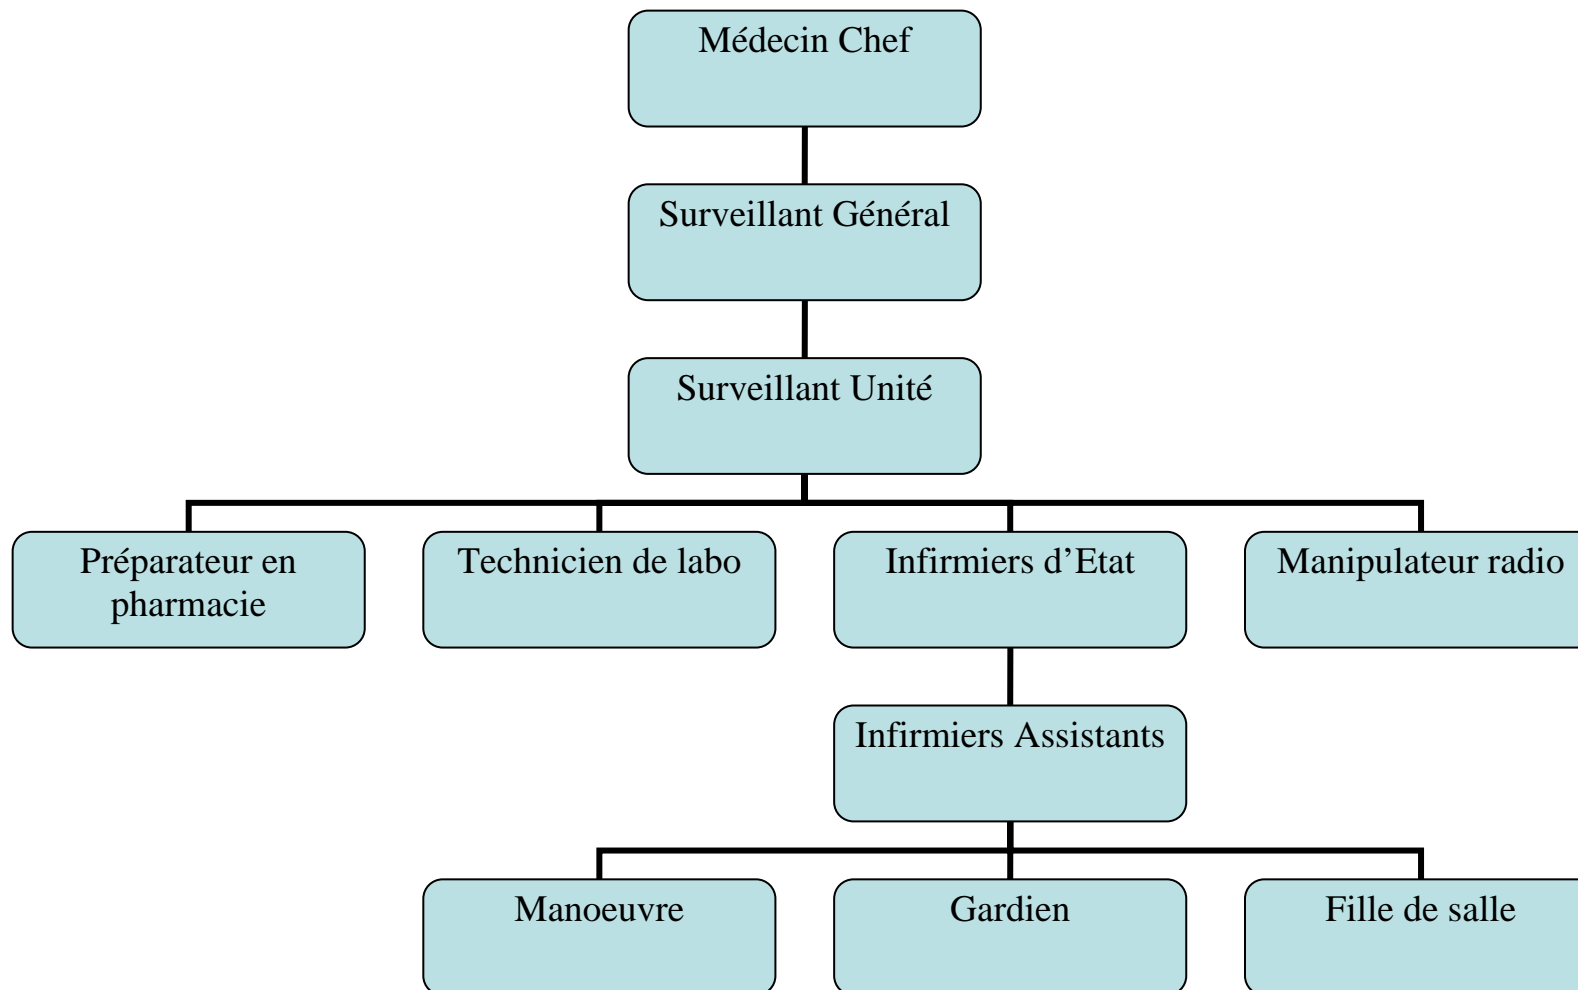 Médecin Chef
Surveillant Général
Surveillant Unité
Préparateur en
pharmacie
Technicien de labo
Infirmiers d’Etat
Manipulateur radio
Infirmiers Assistants
Manoeuvre
Gardien
Fille de salle